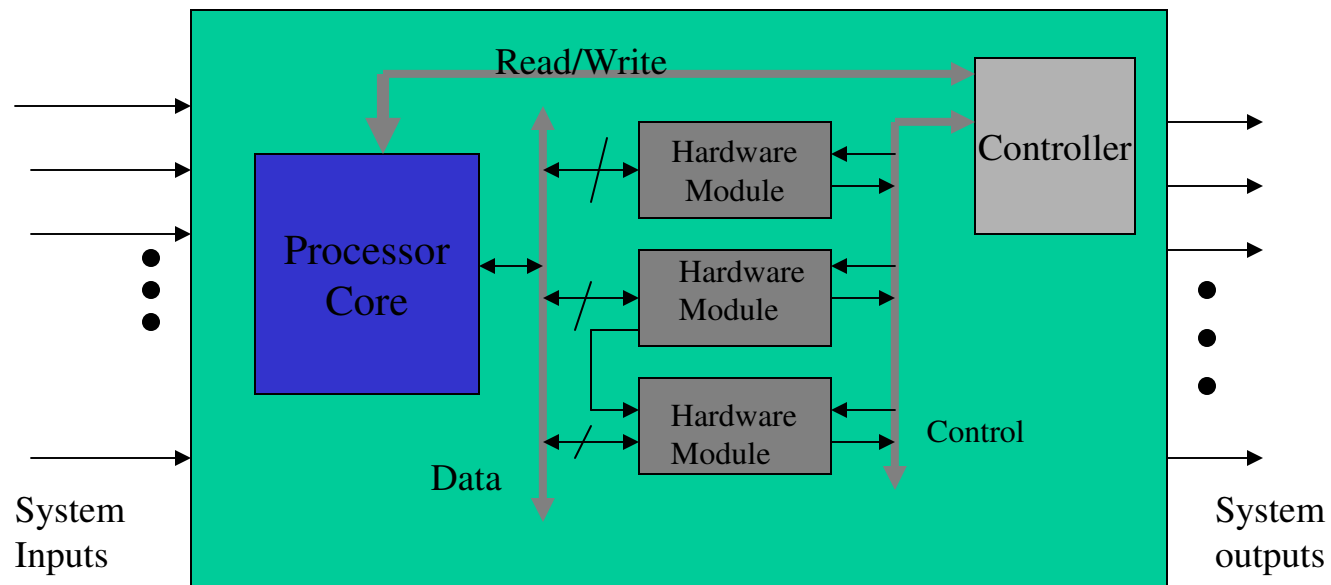 Read/Write
Controller
Hardware
Module
Processor
Core
Hardware
Module
Hardware
Module
Control
Data
System
Inputs
System
outputs